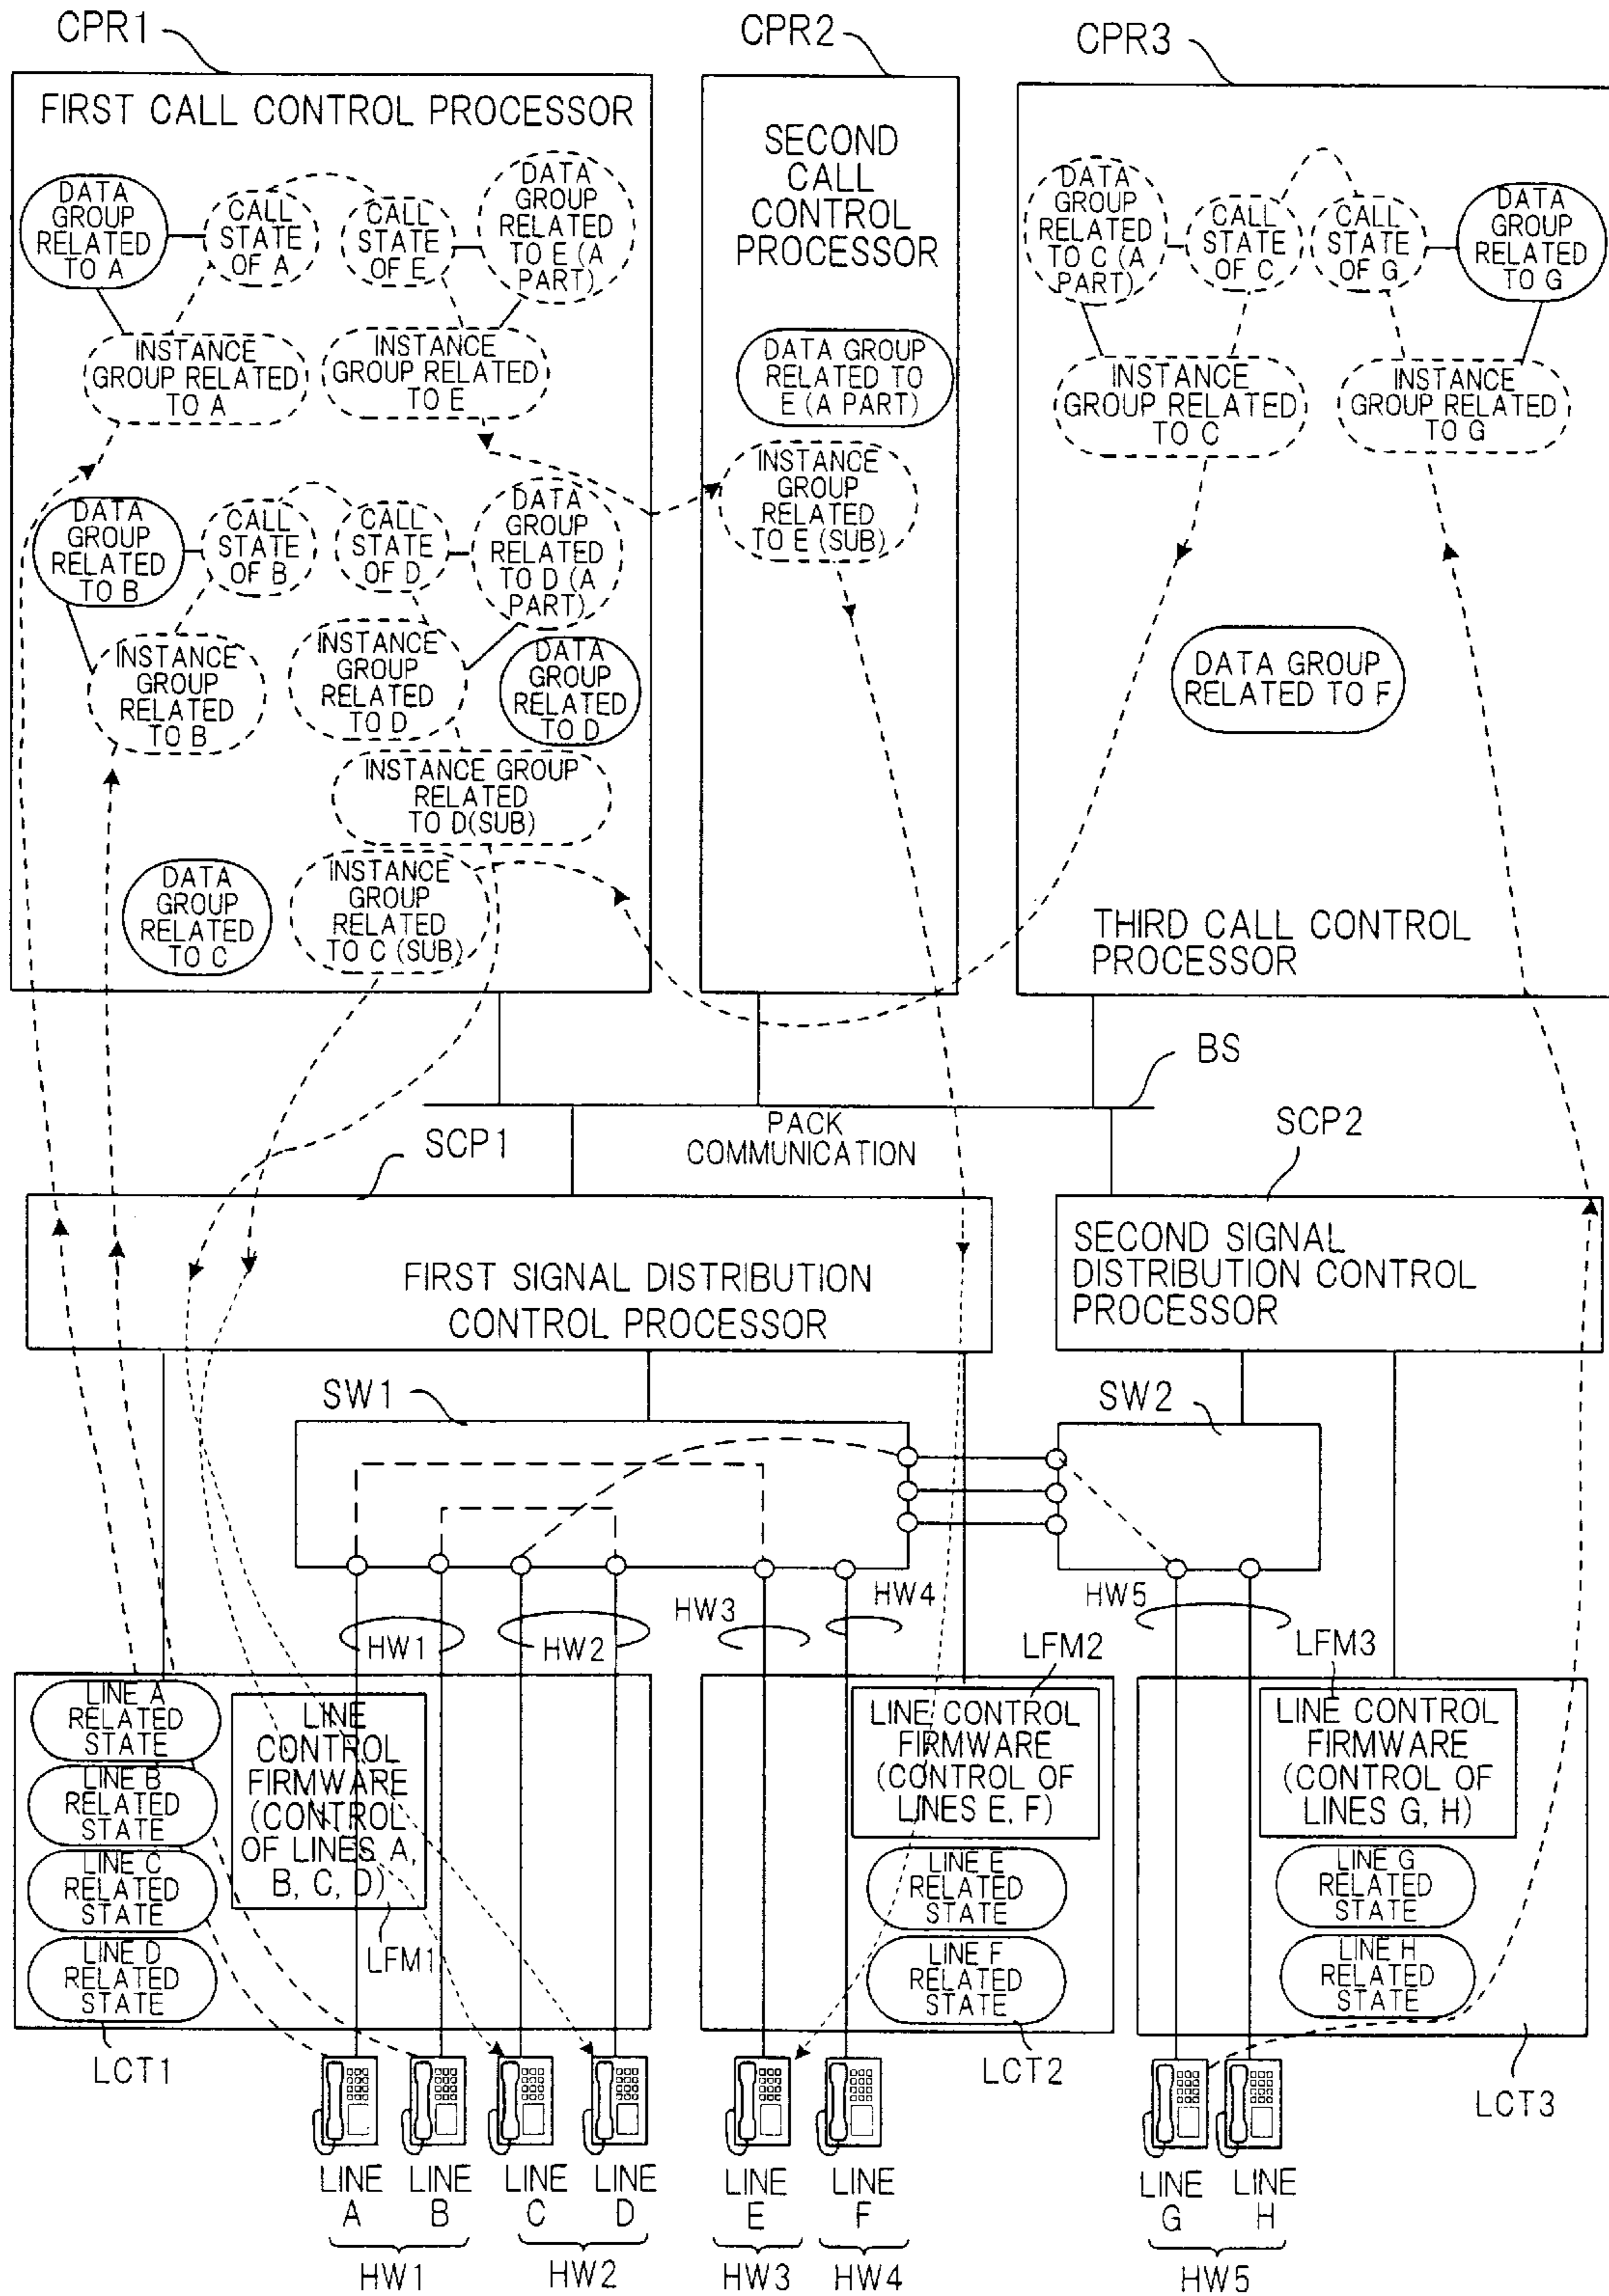 CPR1
CPR2
CPR3
FIRST CALL CONTROL PROCESSOR
DATA
GROUP
RELATED
TO A
CALL
STATE
OF A
CALL
STATE
OF E
DATA
GROUP
RELATED
TO E (A
PART)
INSTANCE
GROUP RELATED
TO A
INSTANCE
GROUP RELATED
TO E
DATA
GROUP
RELATED
TO B
CALL
STATE
OF B
CALL
STATE
OF D
DATA
GROUP
RELATED
TO D (A
PART)
INSTANCE
GROUP
RELATED
TO B
INSTANCE
GROUP
RELATED
TO D
DATA
GROUP
RELATED
TO D
INSTANCE GROUP
RELATED
TO D(SUB)
DATA
GROUP
RELATED
TO C
INSTANCE
GROUP
RELATED
TO C (SUB)
SECOND
CALL
CONTROL
PROCESSOR
DATA GROUP
RELATED TO
E (A PART)
INSTANCE
GROUP
RELATED
TO E (SUB)
DATA
GROUP
RELATED
TO C (A
PART)
CALL
STATE
OF C
CALL
STATE
OF G
DATA
GROUP
RELATED
TO G
INSTANCE
GROUP RELATED
TO C
INSTANCE
GROUP RELATED
TO G
DATA GROUP
RELATED TO F
THIRD CALL CONTROL
PROCESSOR
BS
PACK
COMMUNICATION
SCP1
SCP2
FIRST SIGNAL DISTRIBUTION
CONTROL PROCESSOR
SECOND SIGNAL
DISTRIBUTION CONTROL
PROCESSOR
SW1
SW2
HW1
HW2
HW3
HW4
HW5
LFM2
LFM3
LINE A
RELATED
STATE
LINE B
RELATED
STATE
LINE C
RELATED
STATE
LINE D
RELATED
STATE
LINE
CONTROL
FIRMWARE
(CONTROL
OF LINES A,
B, C, D)
LFM1
LINE CONTROL
FIRMWARE
(CONTROL OF
LINES E, F)
LINE E
RELATED
STATE
LINE F
RELATED
STATE
LINE CONTROL
FIRMWARE
(CONTROL OF
LINES G, H)
LINE G
RELATED
STATE
LINE H
RELATED
STATE
LCT1
LCT2
LCT3
LINE
A
LINE
B
LINE
C
LINE
D
LINE
E
LINE
F
LINE
G
LINE
H
HW1
HW2
HW3
HW4
HW5